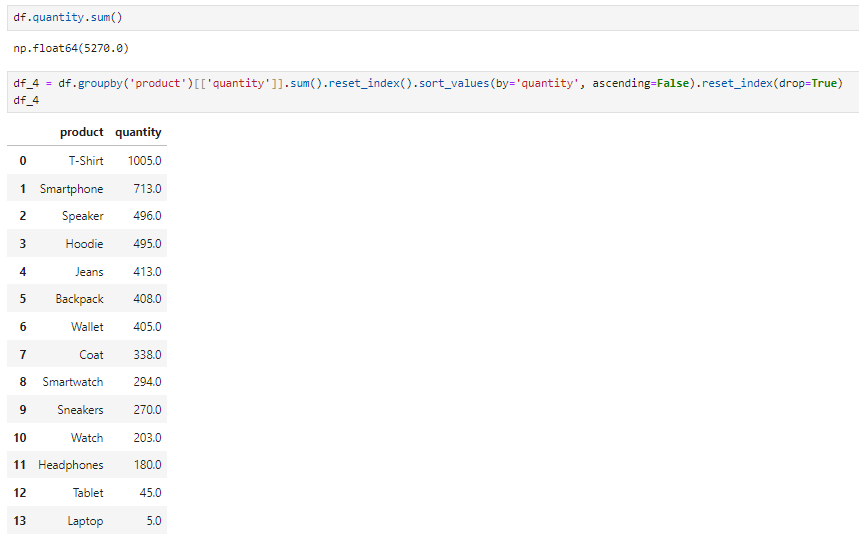 df.quantity.sum()
np.float64(5270.0)
df_4 = df.groupby('product')[['quantity']].sum().reset_index().sort_values(by='quantity', ascending=False).reset_index(drop=True)
df_4
product quantity
0 T-Shirt 1005.0
1 Smartphone 713.0
2 Speaker 496.0
3 Hoodie 495.0
4 Jeans 413.0
5 Backpack 408.0
6 Wallet 405.0
7 Coat 338.0
8 Smartwatch 294.0
9 Sneakers 270.0
10 Watch 203.0
11 Headphones 180.0
12 Tablet 45.0
13 Laptop 5.0